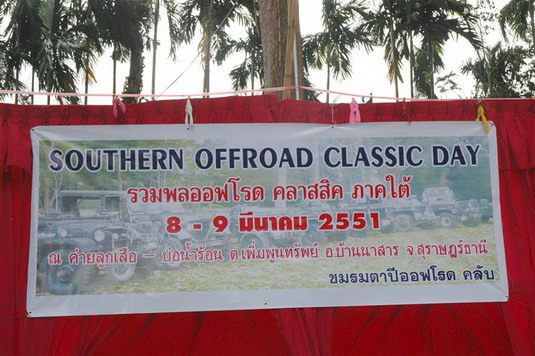 SOUTHERN OFFROAD CLASSIC DAY
รวมพลออฟโรด คลาสสิค ภาคใต้
8 - 9 มีนาคม 2551
ณ ค่ายลูกเสือ – บ่อน้ำร้อน ต.เพิ่มพูนทรัพย์ อ.บ้านนาสาร จ.สุราษฎร์ธานี
ชมรมตาปีออฟโรด คลับ